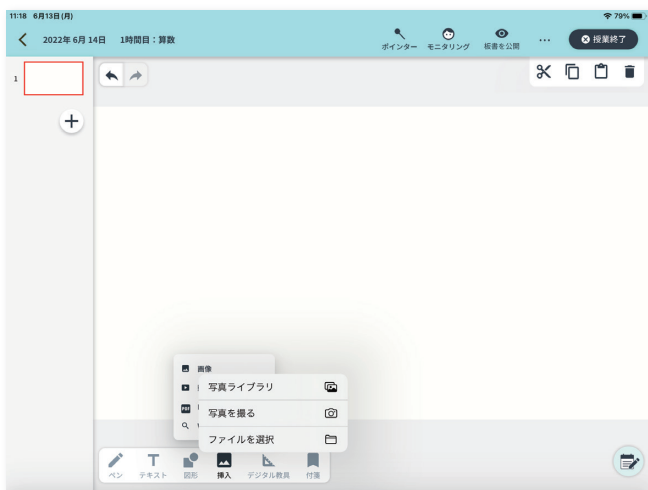 11:18 6月13日(月)
79%
2022年 6月 14日 1時間目：算数
ポインター
モニタリング
板書を公開
...
授業終了
1
画像
写真ライブラリ
PDF
写真を撮る
ファイルを選択
ペン
テキスト
図形
挿入
デジタル教具
付箋